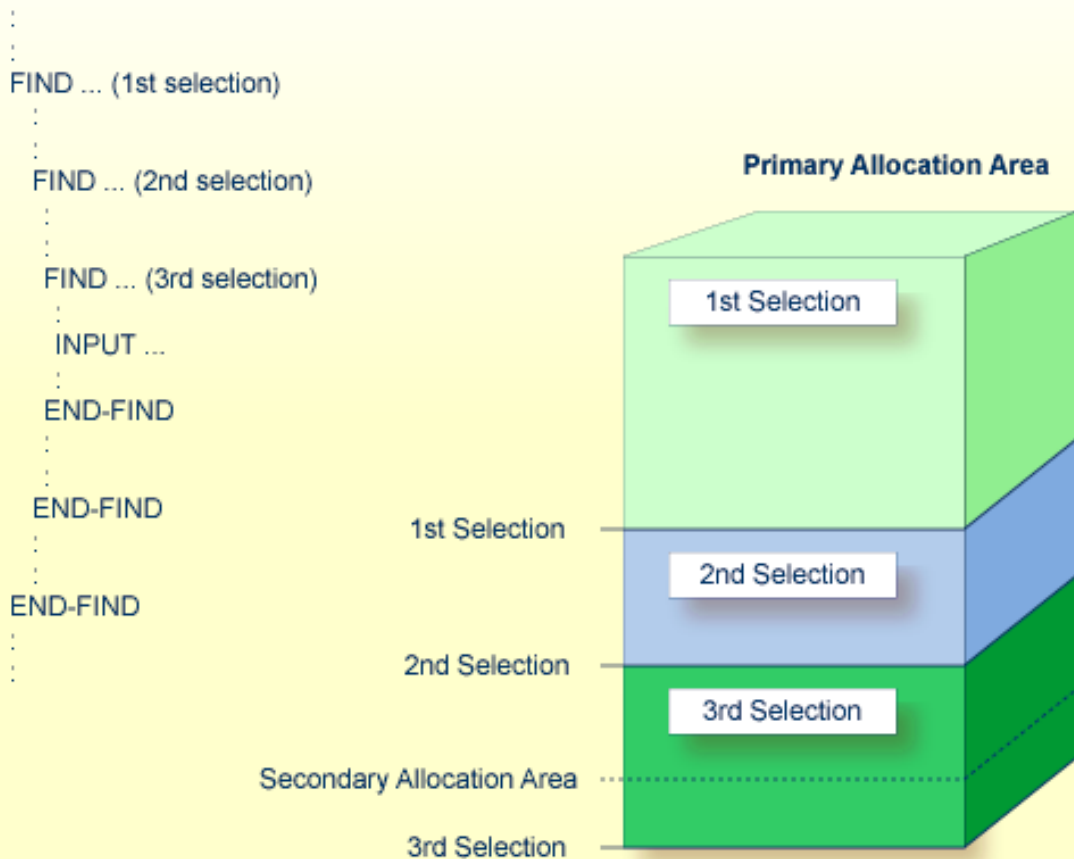 :
:
FIND ... (1st selection)
:
:
FIND ... (2nd selection)
:
:
FIND ... (3rd selection)
:
INPUT ...
:
END-FIND
:
:
END-FIND
:
:
END-FIND
:
:
Primary Allocation Area
1st Selection
1st Selection
2nd Selection
2nd Selection
3rd Selection
Secondary Allocation Area
3rd Selection